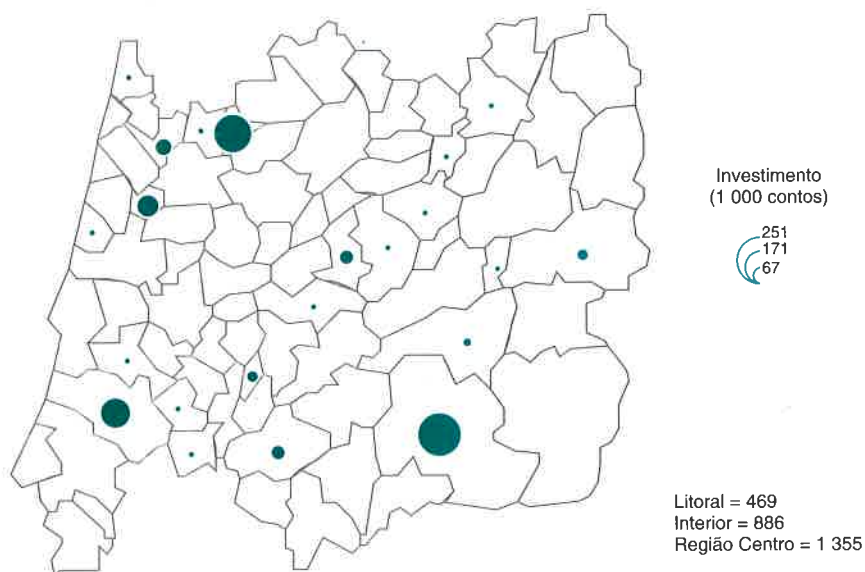 Investimento
(1 000 contos)
251
171
67
Litoral = 469
Interior = 886
Região Centro = 1 355